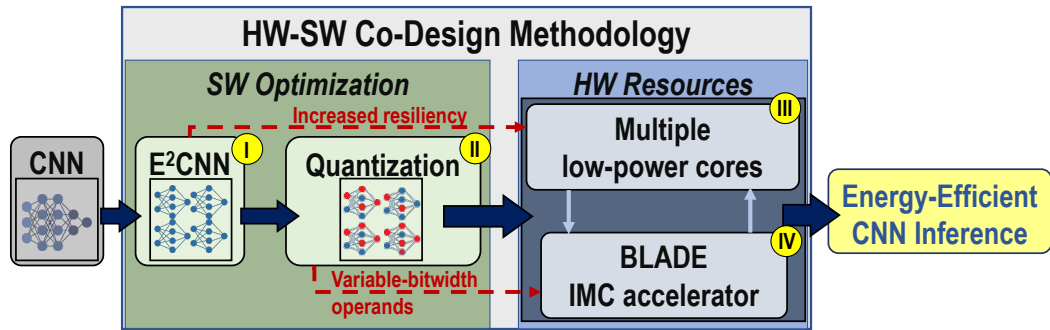 HW-SW Co-Design Methodology
SW Optimization
HW Resources
Increased resiliency
III
Multiple
low-power cores
CNN
I
E²CNN
II
Quantization
Energy-Efficient
CNN Inference
IV
BLADE
IMC accelerator
Variable-bitwidth
operands